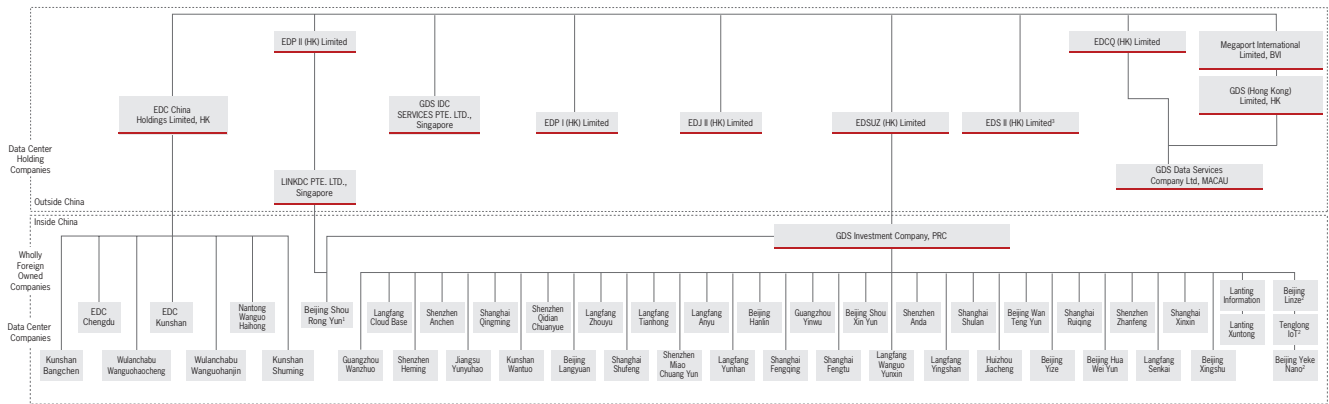 EDP II (HK) Limited
EDCQ (HK) Limited
Megaport International
Limited, BVI
EDC China
Holdings Limited, HK
GDS IDC
SERVICES PTE. LTD.,
Singapore
EDP I (HK) Limited
EDJ II (HK) Limited
EDSUZ (HK) Limited
EDS II (HK) Limited³
GDS (Hong Kong)
Limited, HK
Data Center
Holding
Companies
LINKDC PTE. LTD.,
Singapore
GDS Data Services
Company Ltd, MACAU
Outside China
Inside China
GDS Investment Company, PRC
Wholly
Foreign
Owned
Companies
Data Center
Companies
EDC
Chengdu
EDC
Kunshan
Nantong
Wanguo
Haihong
Beijing Shou
Rong Yun¹
Langfang
Cloud Base
Shenzhen
Anchen
Shanghai
Qingming
Shenzhen
Qidian
Chuanyue
Langfang
Zhouyu
Langfang
Tianhong
Langfang
Anyu
Beijing
Hanlin
Guangzhou
Yinwu
Beijing Shou
Xin Yun
Shenzhen
Anda
Shanghai
Shulan
Beijing Wan
Teng Yun
Shanghai
Ruiqing
Shenzhen
Zhanfeng
Shanghai
Xinxin
Lanting
Information
Beijing
Linze²
Lanting
Xuntong
Tenglong
IoT²
Kunshan
Bangchen
Wulanchabu
Wanguohaocheng
Wulanchabu
Wanguohanjin
Kunshan
Shuming
Guangzhou
Wanzhuo
Shenzhen
Heming
Jiangsu
Yunyuhao
Kunshan
Wantuo
Beijing
Langyuan
Shanghai
Shufeng
Shenzhen
Miao
Chuang Yun
Langfang
Yunhan
Shanghai
Fengqing
Shanghai
Fengtu
Langfang
Wanguo
Yunxin
Langfang
Yingshan
Huizhou
Jiacheng
Beijing
Yize
Beijing Hua
Wei Yun
Langfang
Senkai
Beijing
Xingshu
Beijing Yeke
Nano²